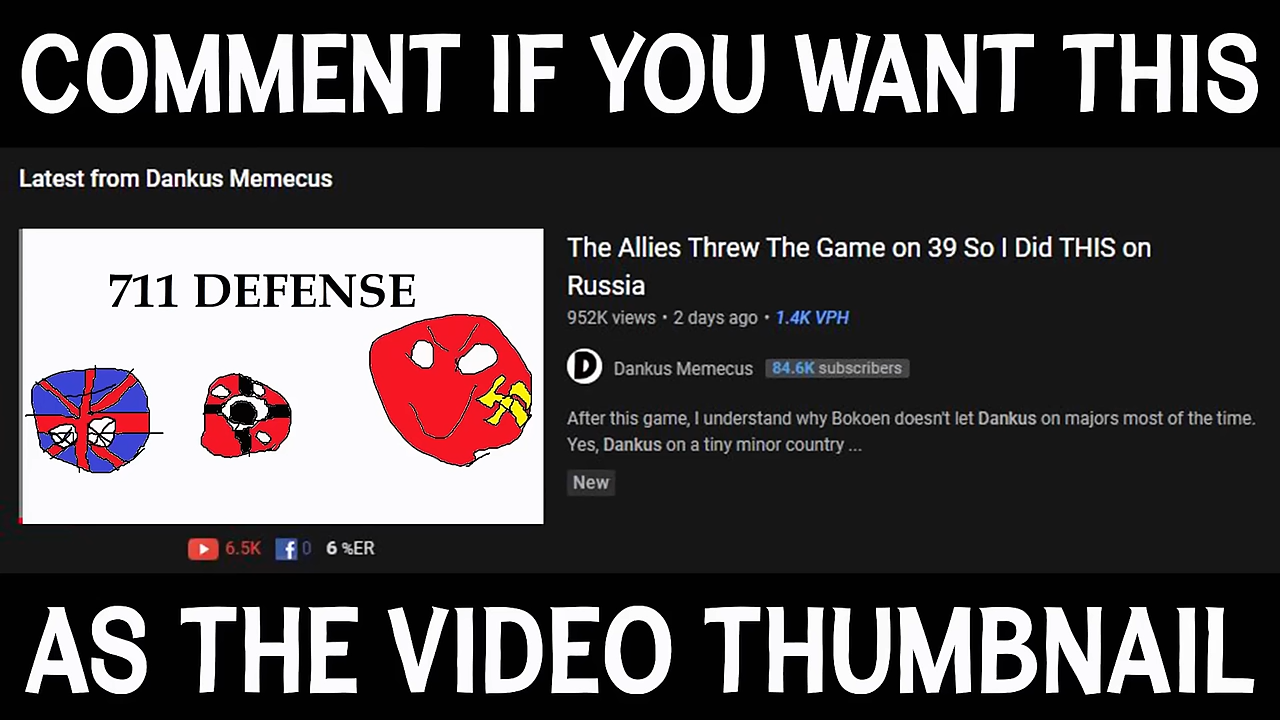 COMMENT IF YOU WANT THIS
Latest from Dankus Memecus
711 DEFENSE
The Allies Threw The Game on 39 So I Did THIS on
Russia
952K views • 2 days ago • 1.4K VPH
D Dankus Memecus 84.6K subscribers
After this game, I understand why Bokoen doesn't let Dankus on majors most of the time.
Yes, Dankus on a tiny minor country ...
New
6.5K f 0 6 %ER
AS THE VIDEO THUMBNAIL